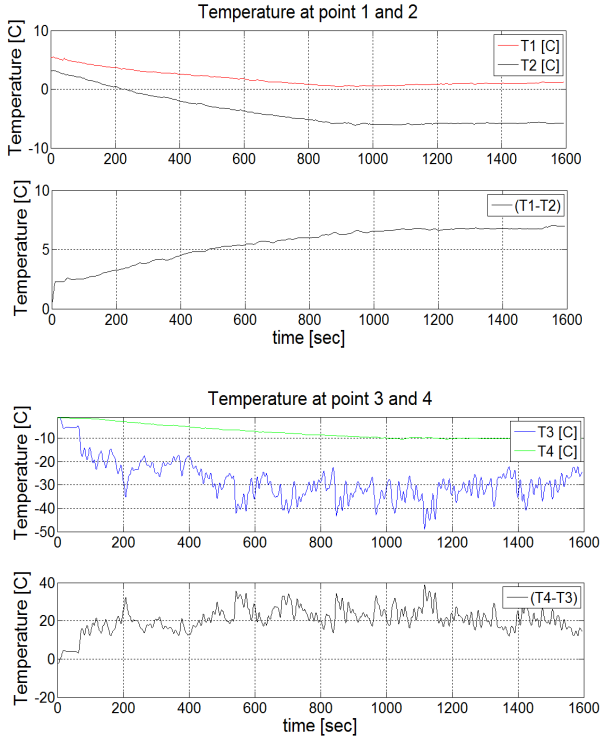 Temperature at point 1 and 2
Temperature [C]
10
0
-10
T1 [C]
T2 [C]
0 200 400 600 800 1000 1200 1400 1600
Temperature [C]
10
5
0
(T1-T2)
0 200 400 600 800 1000 1200 1400 1600
time [sec]
Temperature at point 3 and 4
Temperature [C]
-10
-20
-30
-40
-50
T3 [C]
T4 [C]
0 200 400 600 800 1000 1200 1400 1600
Temperature [C]
40
20
0
-20
(T4-T3)
0 200 400 600 800 1000 1200 1400 1600
time [sec]